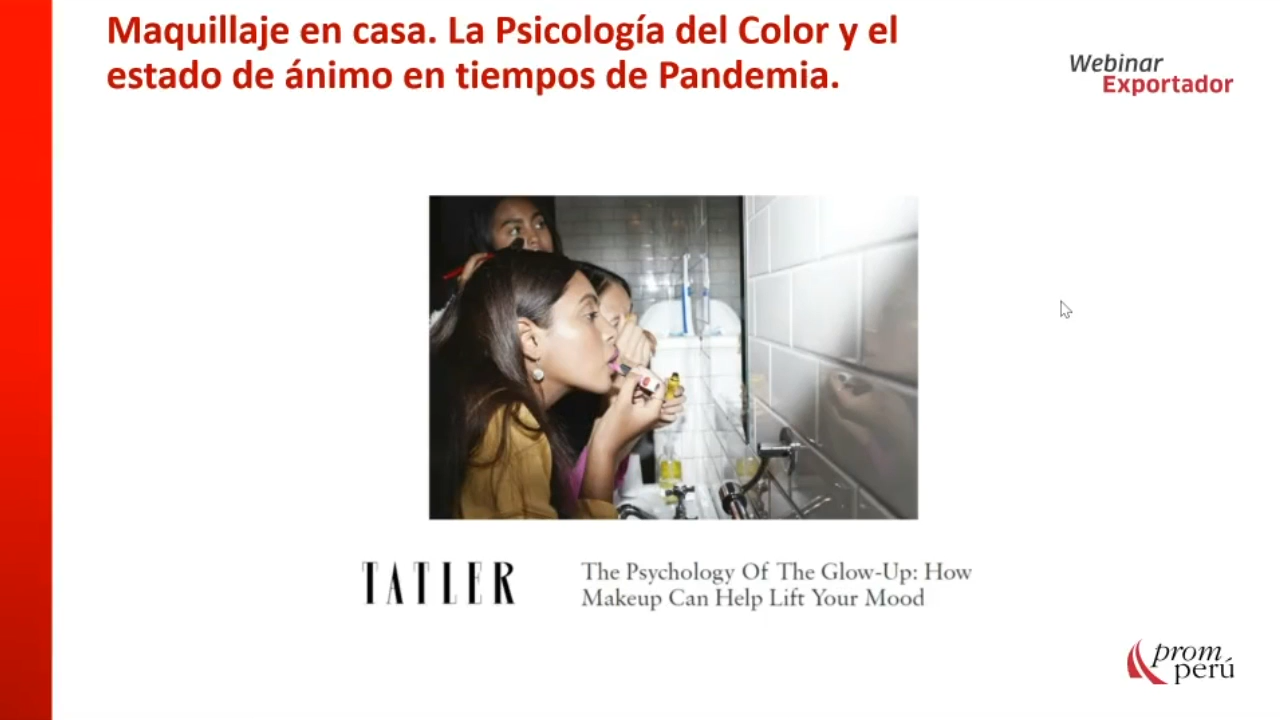 Maquillaje en casa. La Psicología del Color y el
estado de ánimo en tiempos de Pandemia.
Webinar
Exportador
TATLER
The Psychology Of The Glow-Up: How
Makeup Can Help Lift Your Mood
prom
perú